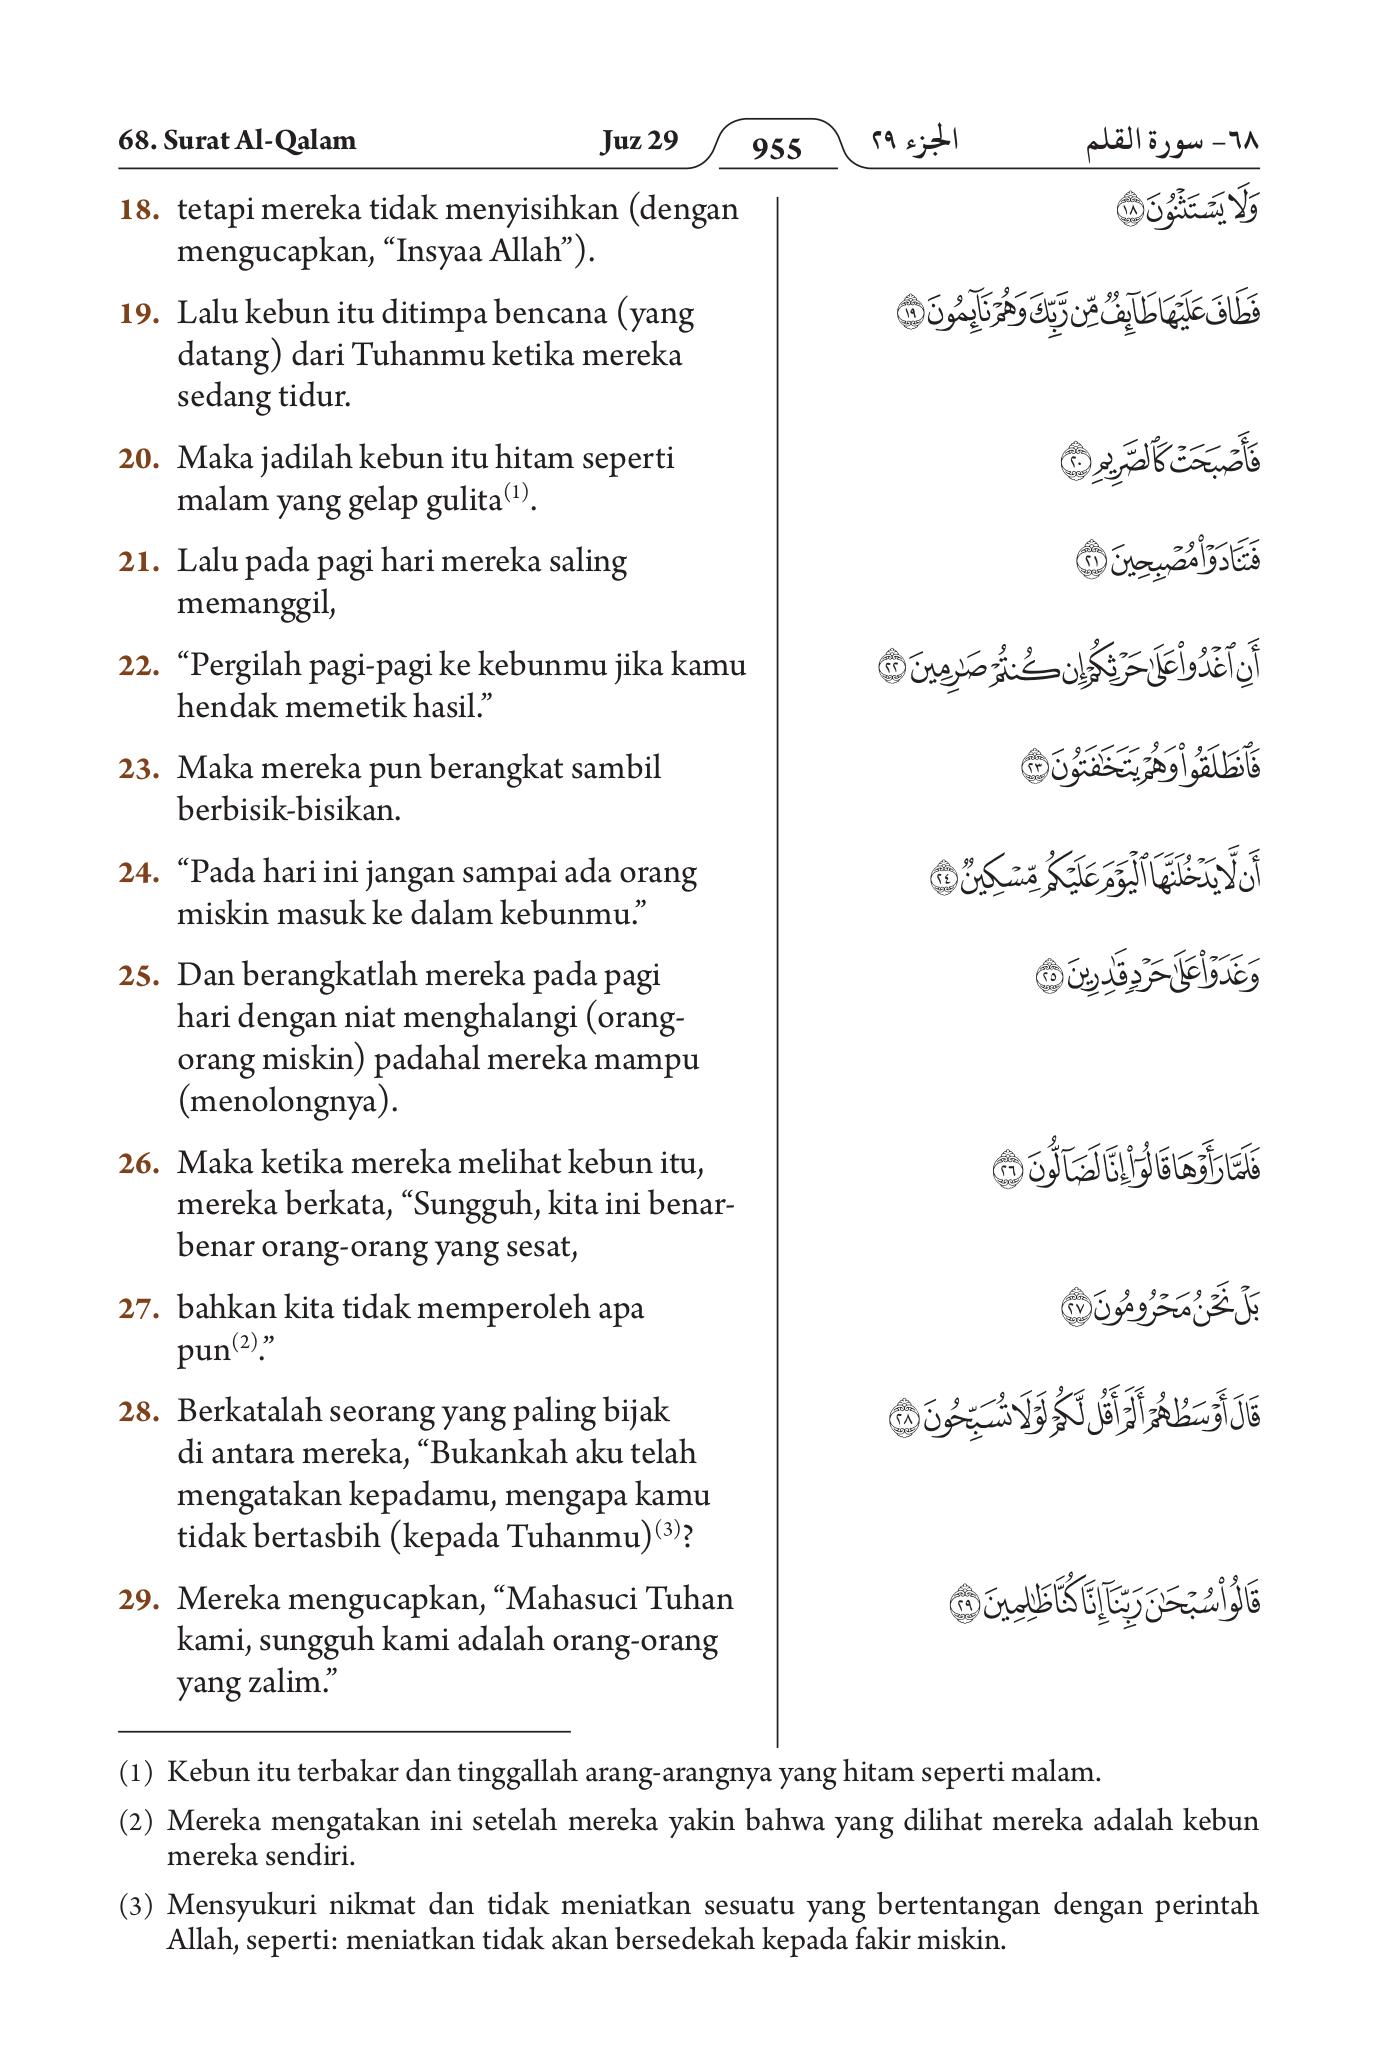 68. Surat Al-Qalam Juz 29 955 الجزء ٢٩ ٦٨- سورة القلم
18. tetapi mereka tidak menyisihkan (dengan
mengucapkan, “Insyaa Allah”).
وَلَا يَسْتَثْنُونَ ١٨
19. Lalu kebun itu ditimpa bencana (yang
datang) dari Tuhanmu ketika mereka
sedang tidur.
فَطَافَ عَلَيْهَا طَآئِفٌ مِّن رَّبِّكَ وَهُمْ نَآئِمُونَ ١٩
20. Maka jadilah kebun itu hitam seperti
malam yang gelap gulita(1).
فَأَصْبَحَتْ كَٱلصَّرِيمِ ٢٠
21. Lalu pada pagi hari mereka saling
memanggil,
فَتَنَادَوْا۟ مُصْبِحِينَ ٢١
22. “Pergilah pagi-pagi ke kebunmu jika kamu
hendak memetik hasil.”
أَنِ ٱغْدُوا۟ عَلَىٰ حَرْثِكُمْ إِن كُنتُمْ صَٰرِمِينَ ٢٢
23. Maka mereka pun berangkat sambil
berbisik-bisikan.
فَٱنطَلَقُوا۟ وَهُمْ يَتَخَٰفَتُونَ ٢٣
24. “Pada hari ini jangan sampai ada orang
miskin masuk ke dalam kebunmu.”
أَن لَّا يَدْخُلَنَّهَا ٱلْيَوْمَ عَلَيْكُم مِّسْكِينٌ ٢٤
25. Dan berangkatlah mereka pada pagi
hari dengan niat menghalangi (orang-
orang miskin) padahal mereka mampu
(menolongnya).
وَغَدَوْا۟ عَلَىٰ حَرْدٍ قَٰدِرِينَ ٢٥
26. Maka ketika mereka melihat kebun itu,
mereka berkata, “Sungguh, kita ini benar-
benar orang-orang yang sesat,
فَلَمَّا رَأَوْهَا قَالُوٓا۟ إِنَّا لَضَآلُّونَ ٢٦
27. bahkan kita tidak memperoleh apa
pun(2).”
بَلْ نَحْنُ مَحْرُومُونَ ٢٧
28. Berkatalah seorang yang paling bijak
di antara mereka, “Bukankah aku telah
mengatakan kepadamu, mengapa kamu
tidak bertasbih (kepada Tuhanmu)(3)?
قَالَ أَوْسَطُهُمْ أَلَمْ أَقُل لَّكُمْ لَوْلَا تُسَبِّحُونَ ٢٨
29. Mereka mengucapkan, “Mahasuci Tuhan
kami, sungguh kami adalah orang-orang
yang zalim.”
قَالُوا۟ سُبْحَٰنَ رَبِّنَآ إِنَّا كُنَّا ظَٰلِمِينَ ٢٩
(1) Kebun itu terbakar dan tinggallah arang-arangnya yang hitam seperti malam.
(2) Mereka mengatakan ini setelah mereka yakin bahwa yang dilihat mereka adalah kebun
mereka sendiri.
(3) Mensyukuri nikmat dan tidak meniatkan sesuatu yang bertentangan dengan perintah
Allah, seperti: meniatkan tidak akan bersedekah kepada fakir miskin.